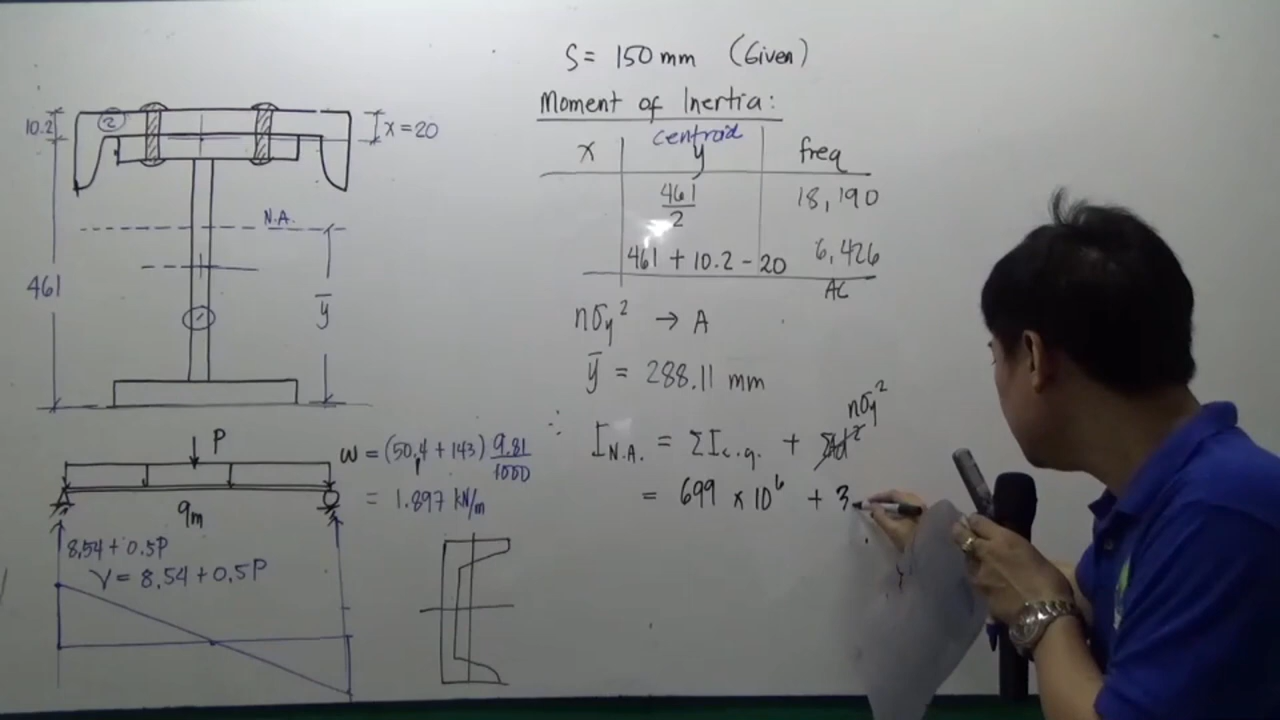 S = 150 mm (Given)
Moment of Inertia:
x centroid y freq
461/2 18,190
461 + 10.2 - 20 6,426
AC
nσy² → A
ȳ = 288.11 mm
∴ I N.A. = ΣI c.g. + ΣAd² nσy²
= 699 x 10⁶ + 3
10.2
2
x = 20
N.A.
461
ȳ
1
P
9m
w = (50.4 + 143) 9.81/1000
= 1.897 kN/m
8.54 + 0.5P
V = 8.54 + 0.5P